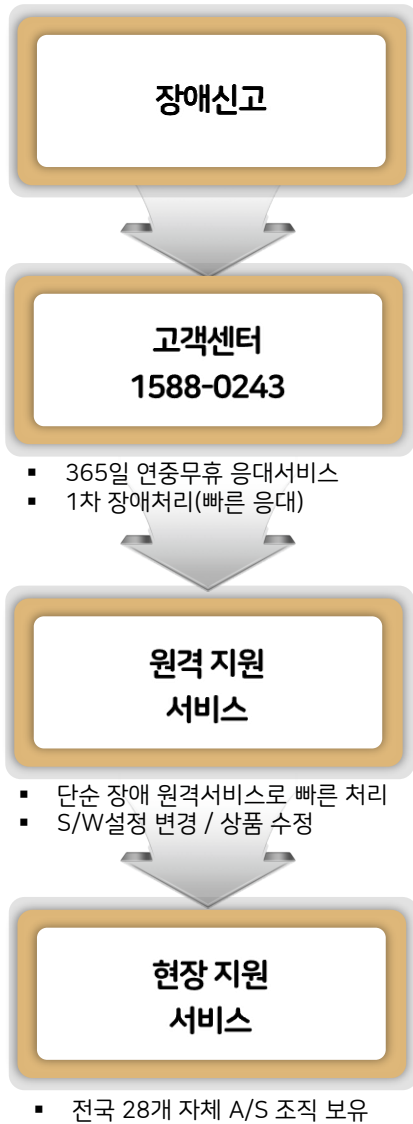 장애신고
고객센터
1588-0243
▪ 365일 연중무휴 응대서비스
▪ 1차 장애처리(빠른 응대)
원격 지원
서비스
▪ 단순 장애 원격서비스로 빠른 처리
▪ S/W설정 변경 / 상품 수정
현장 지원
서비스
▪ 전국 28개 자체 A/S 조직 보유